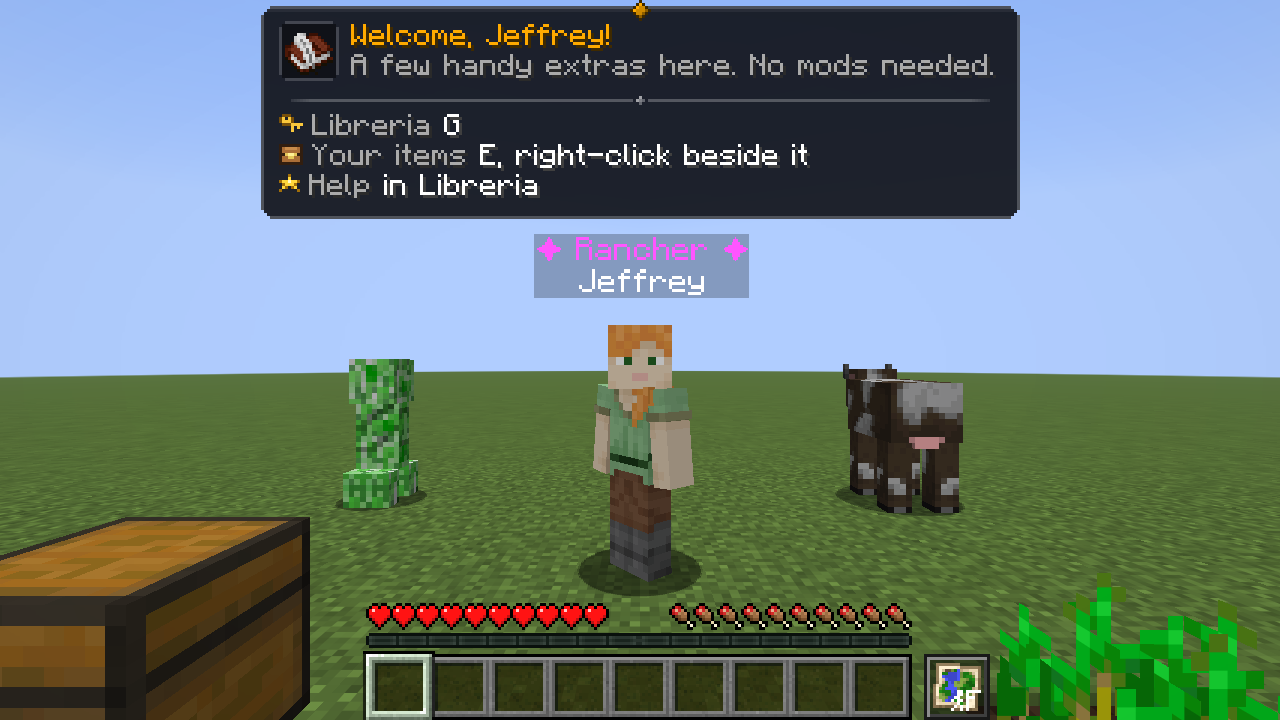 Welcome, Jeffrey!
A few handy extras here. No mods needed.
Libreria G
Your items E, right-click beside it
Help in Libreria
Rancher
Jeffrey